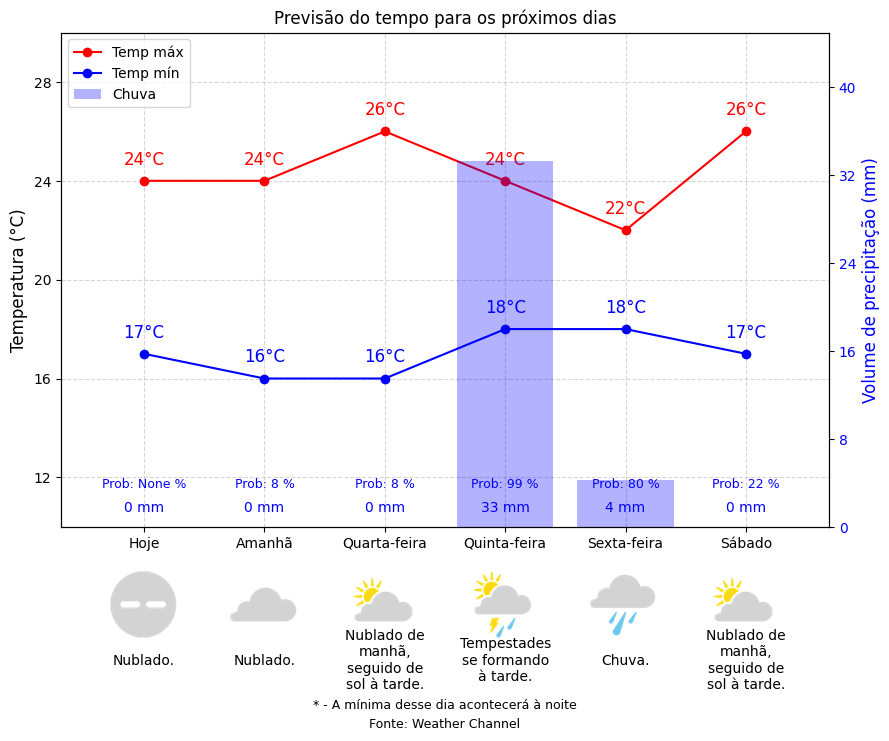 Previsão do tempo para os próximos dias
Temp máx
Temp mín
Chuva
Temperatura (°C)
28
24
20
16
12
Volume de precipitação (mm)
40
32
24
16
8
0
24°C
24°C
26°C
24°C
22°C
26°C
17°C
16°C
16°C
18°C
18°C
17°C
Prob: None %
Prob: 8 %
Prob: 8 %
Prob: 99 %
Prob: 80 %
Prob: 22 %
0 mm
0 mm
0 mm
33 mm
4 mm
0 mm
Hoje
Amanhã
Quarta-feira
Quinta-feira
Sexta-feira
Sábado
Nublado.
Nublado.
Nublado de
manhã,
seguido de
sol à tarde.
Tempestades
se formando
à tarde.
Chuva.
Nublado de
manhã,
seguido de
sol à tarde.
* - A mínima desse dia acontecerá à noite
Fonte: Weather Channel